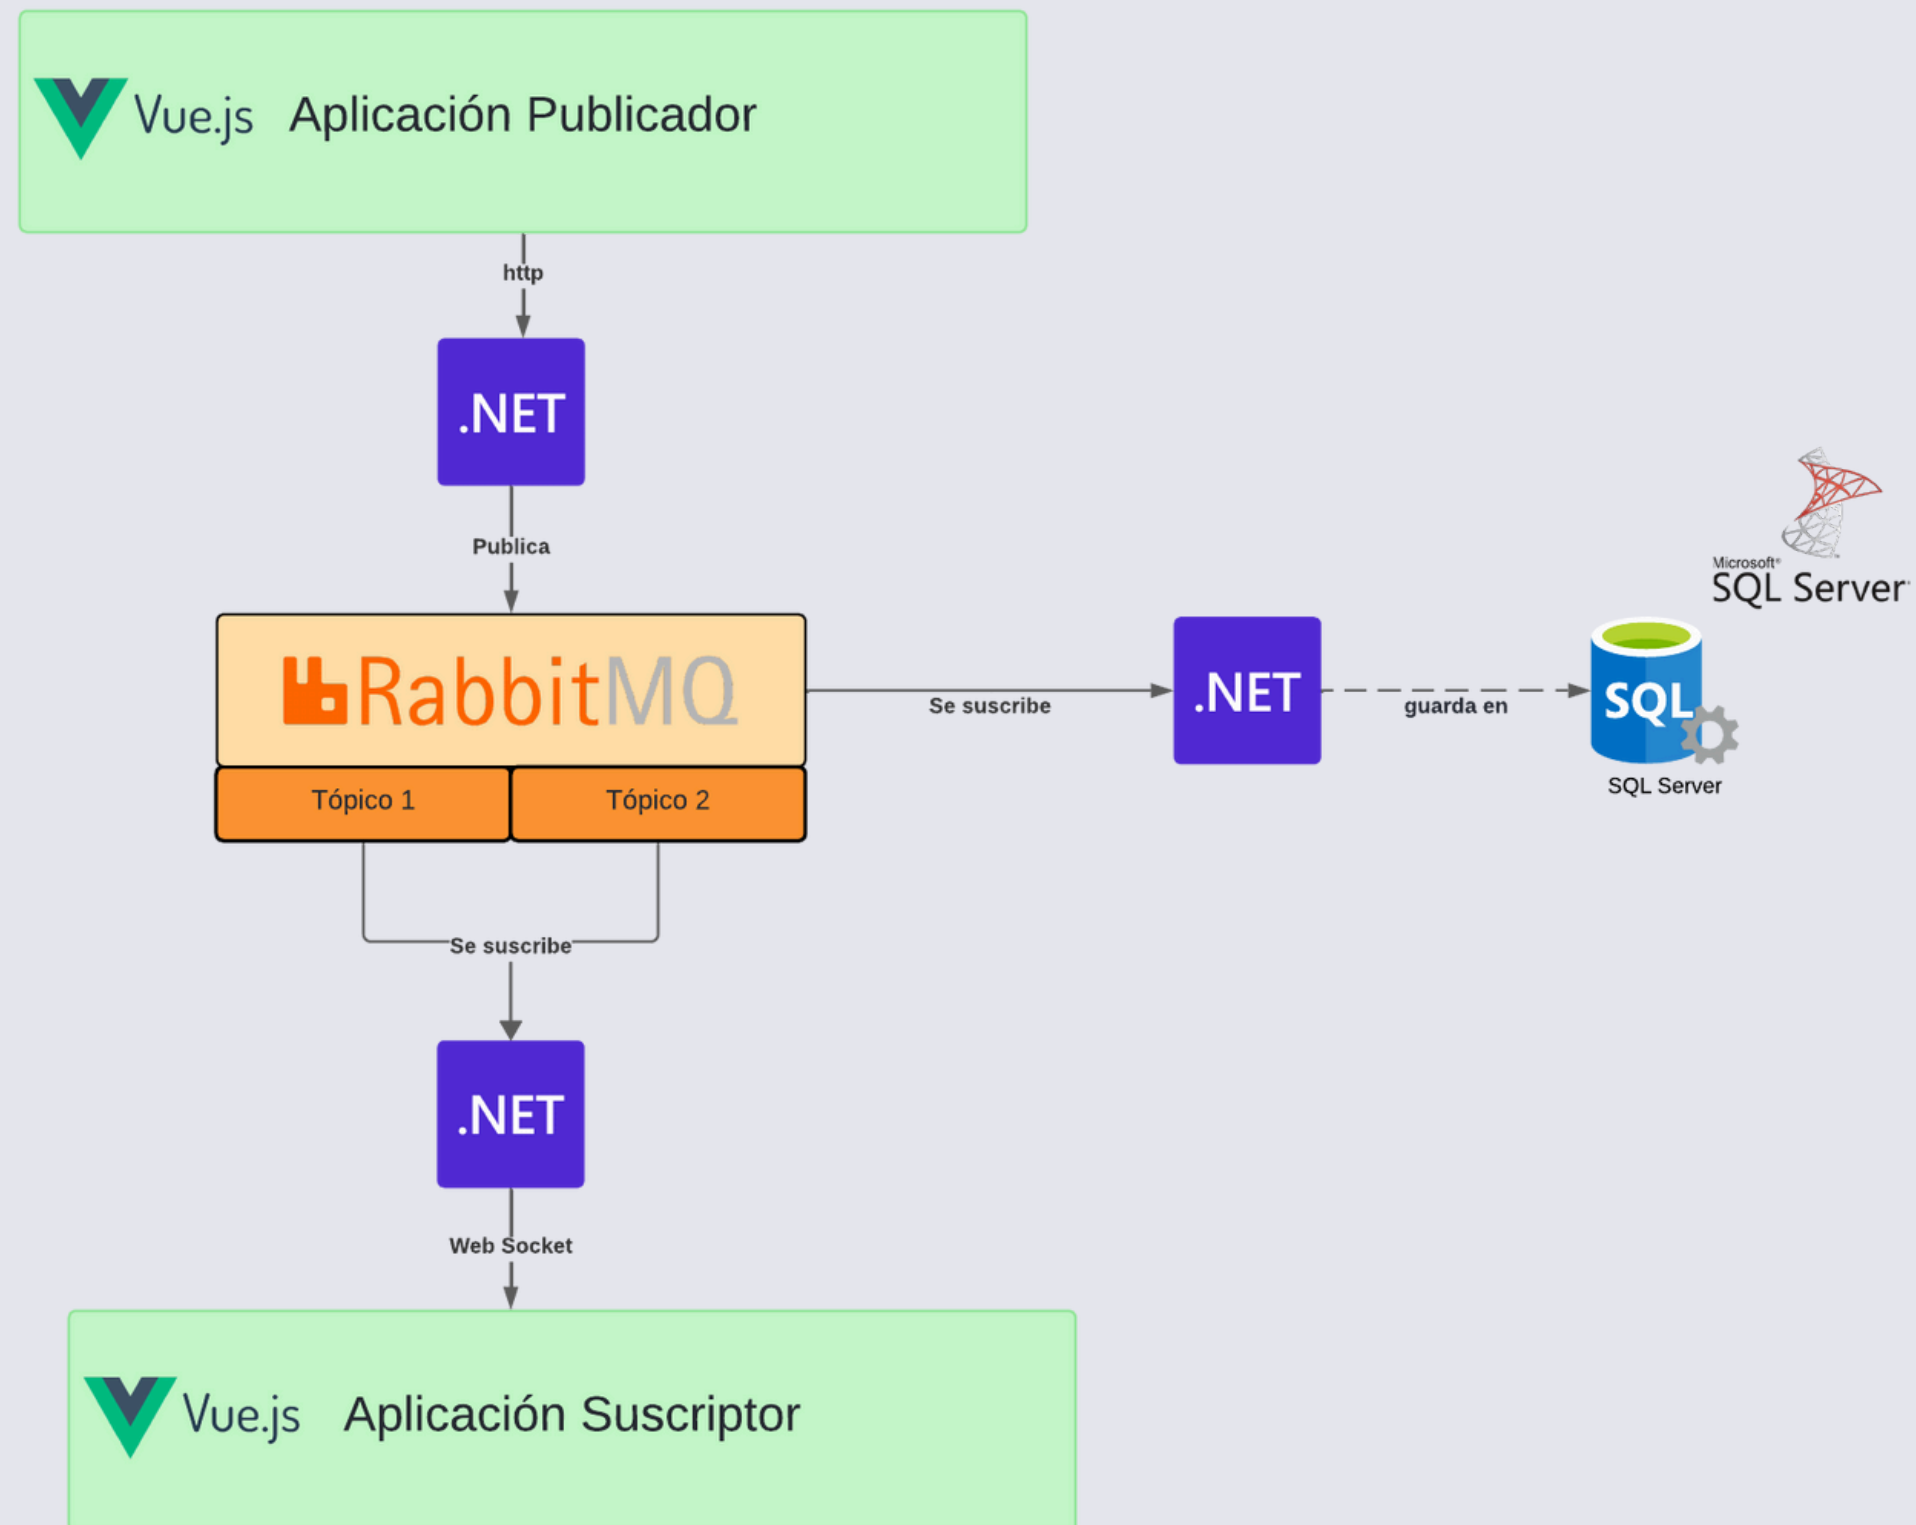 Vue.js Aplicación Publicador
http
.NET
Publica
Microsoft®
SQL Server
RabbitMQ
Se suscribe
.NET
guarda en
SQL
SQL Server
Tópico 1
Tópico 2
Se suscribe
.NET
Web Socket
Vue.js Aplicación Suscriptor